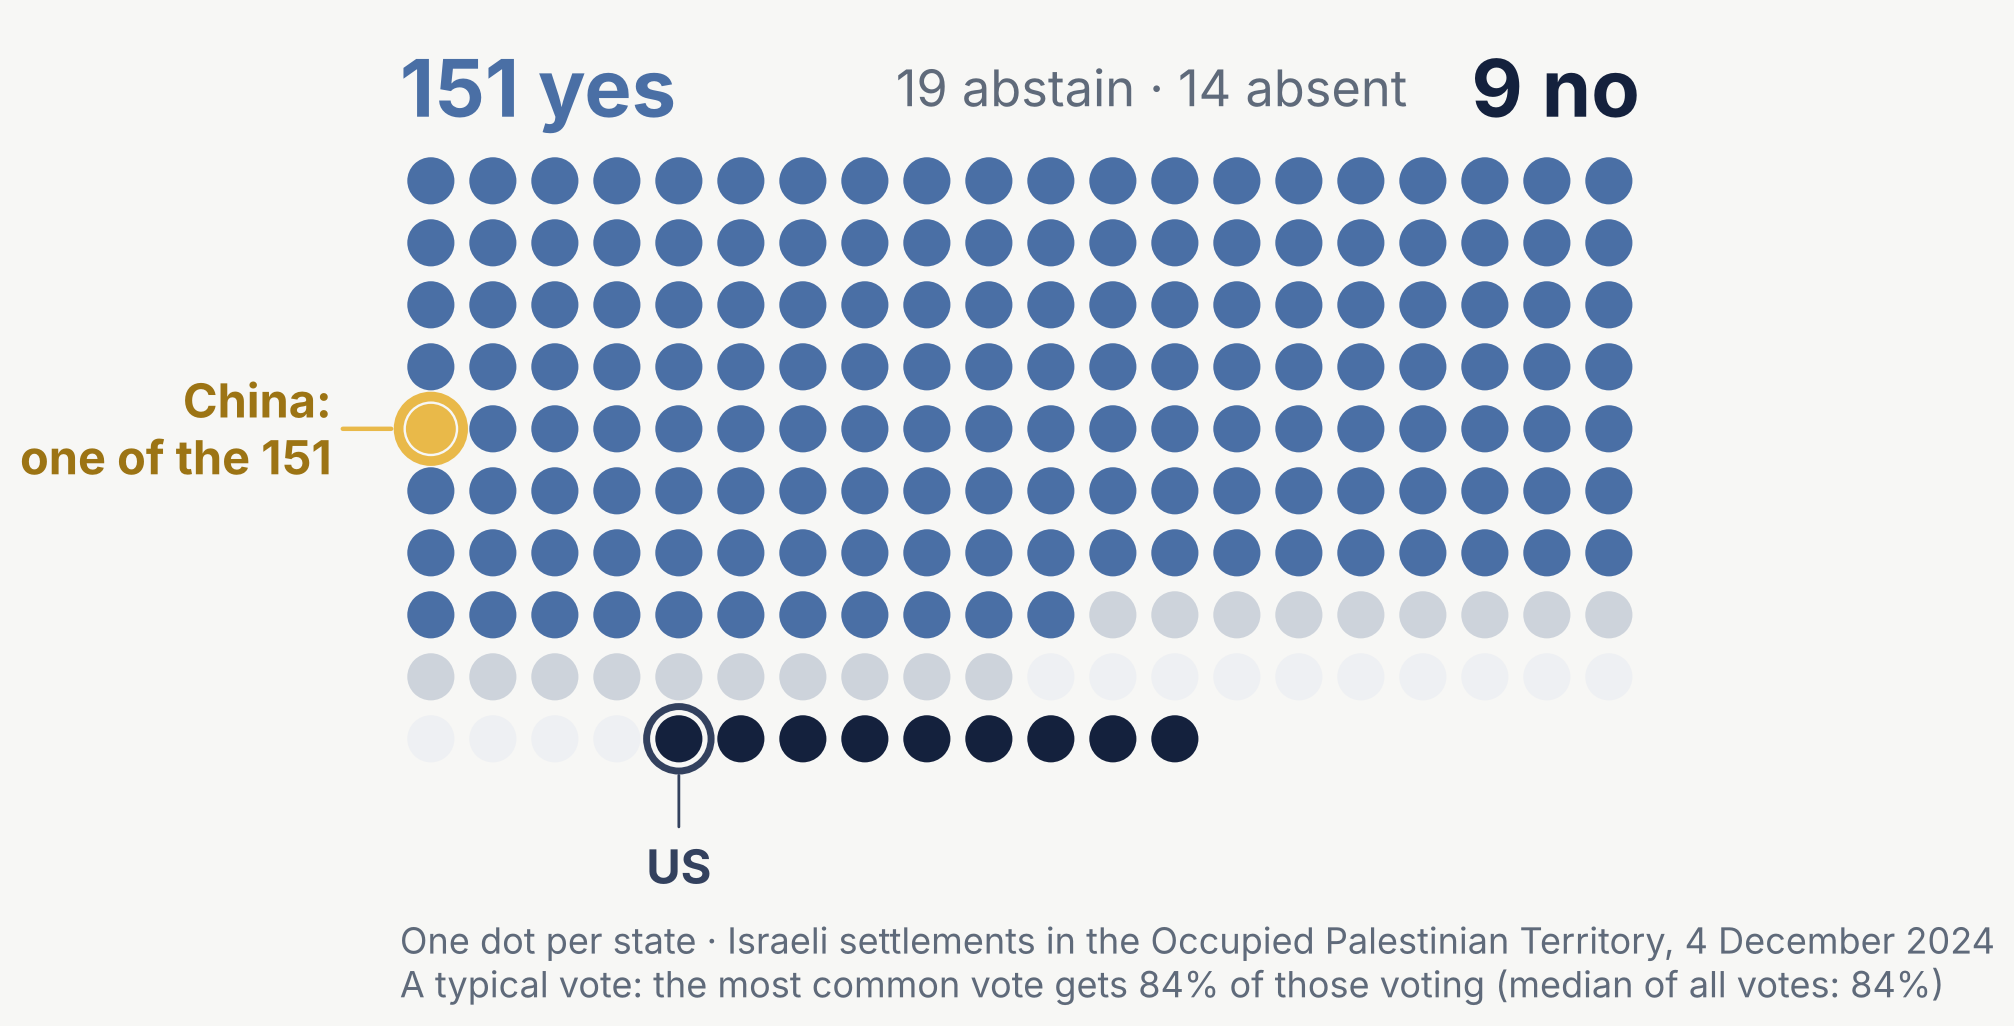 151 yes
19 abstain · 14 absent
9 no
China:
one of the 151
US
One dot per state · Israeli settlements in the Occupied Palestinian Territory, 4 December 2024
A typical vote: the most common vote gets 84% of those voting (median of all votes: 84%)